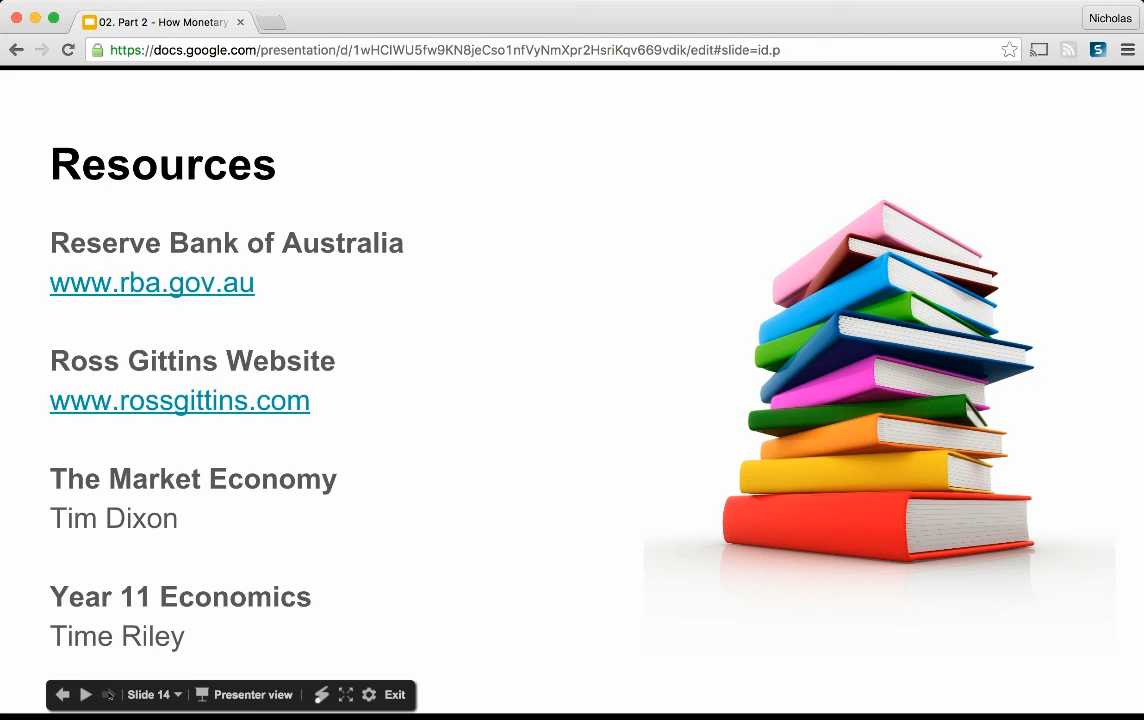 02. Part 2 - How Monetary
Nicholas
https://docs.google.com/presentation/d/1wHCIWU5fw9KN8jeCso1nfVyNmXpr2HsriKqv669vdik/edit#slide=id.p
Resources
Reserve Bank of Australia
www.rba.gov.au
Ross Gittins Website
www.rossgittins.com
The Market Economy
Tim Dixon
Year 11 Economics
Time Riley
Slide 14
Presenter view
Exit